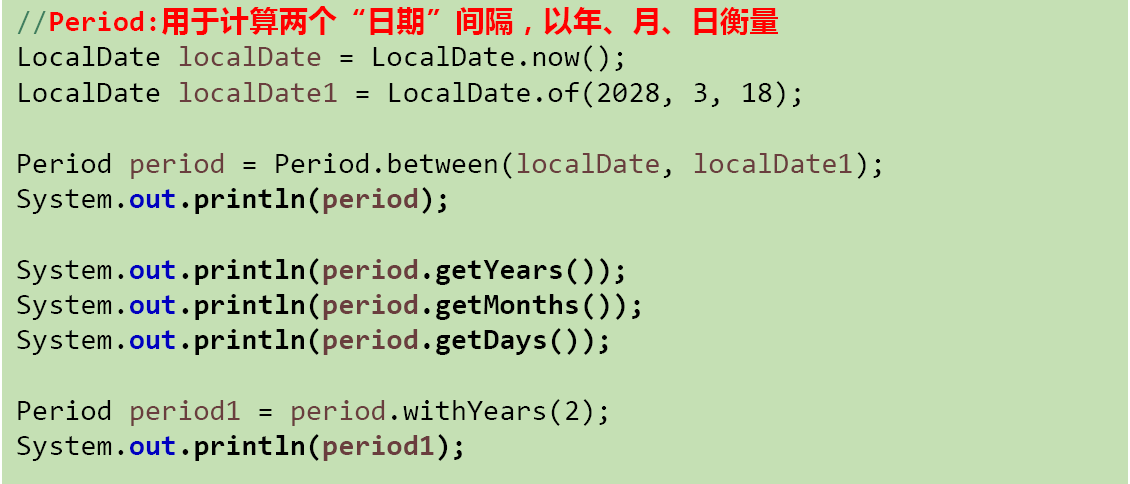 //Period:用于计算两个“日期”间隔，以年、月、日衡量
LocalDate localDate = LocalDate.now();
LocalDate localDate1 = LocalDate.of(2028, 3, 18);
Period period = Period.between(localDate, localDate1);
System.out.println(period);
System.out.println(period.getYears());
System.out.println(period.getMonths());
System.out.println(period.getDays());
Period period1 = period.withYears(2);
System.out.println(period1);